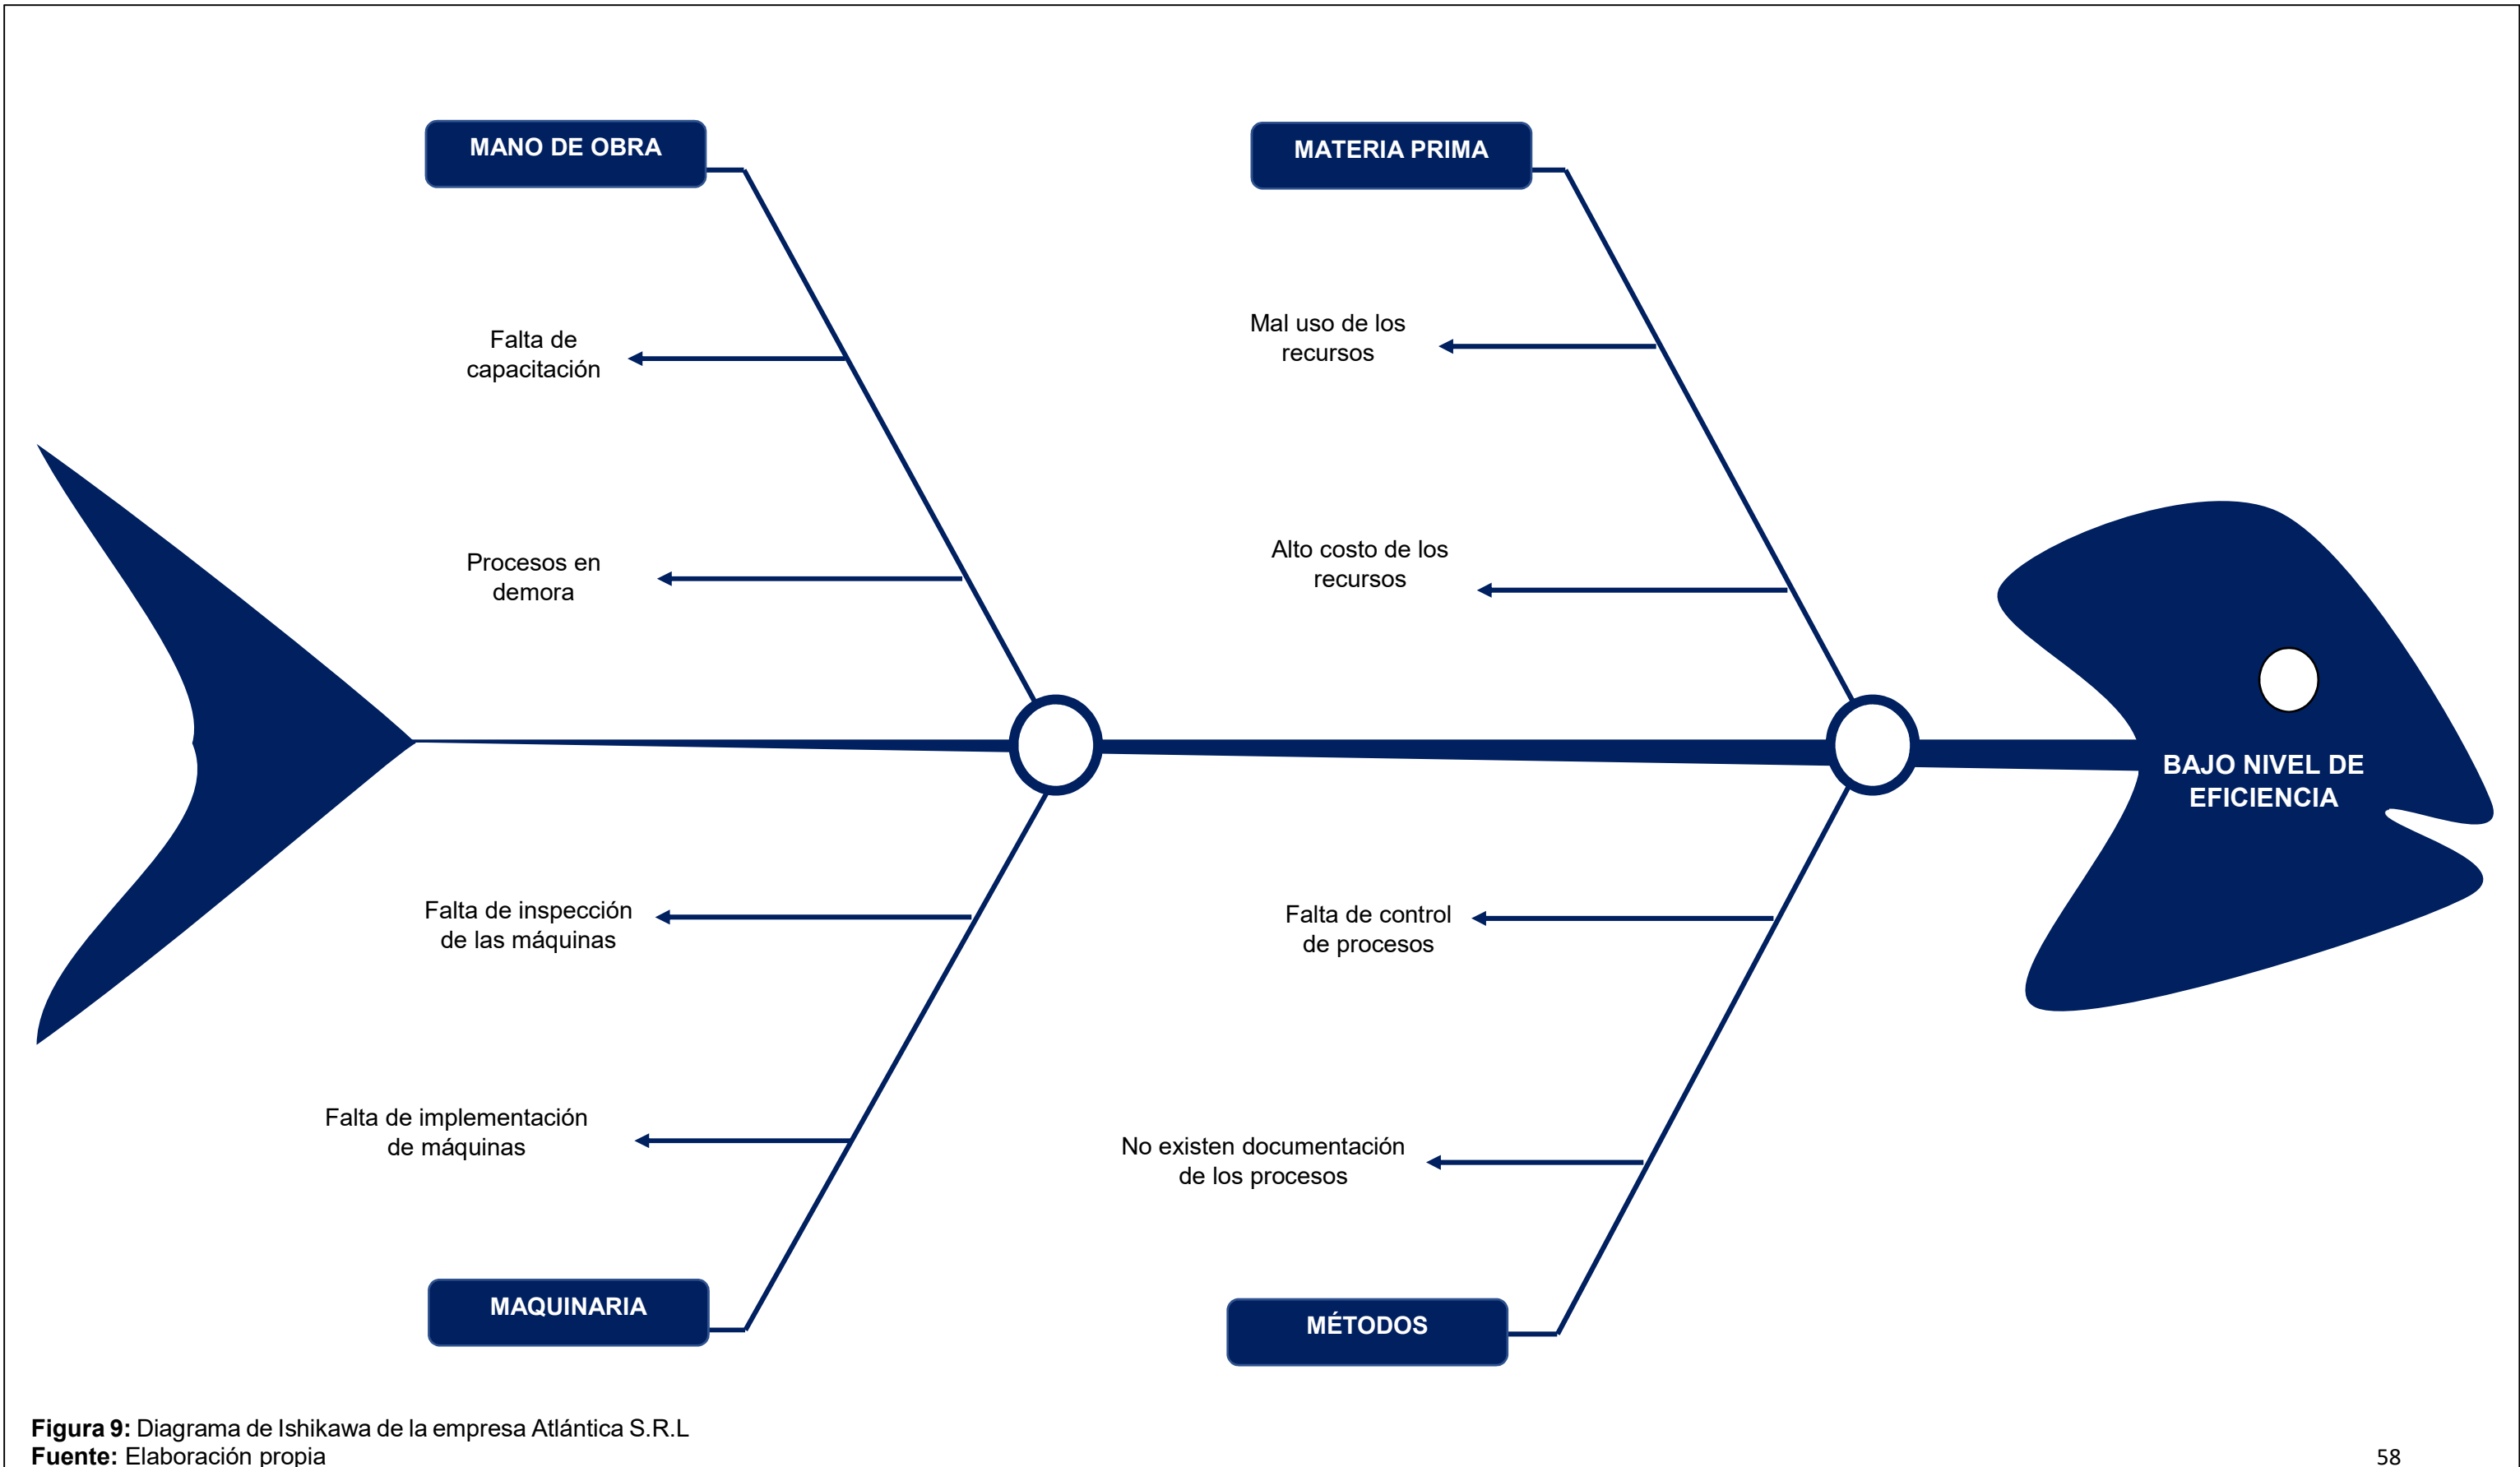 MANO DE OBRA
MATERIA PRIMA
Falta de
capacitación
Mal uso de los
recursos
Procesos en
demora
Alto costo de los
recursos
BAJO NIVEL DE
EFICIENCIA
Falta de inspección
de las máquinas
Falta de control
de procesos
Falta de implementación
de máquinas
No existen documentación
de los procesos
MAQUINARIA
MÉTODOS
Figura 9: Diagrama de Ishikawa de la empresa Atlántica S.R.L
Fuente: Elaboración propia
58